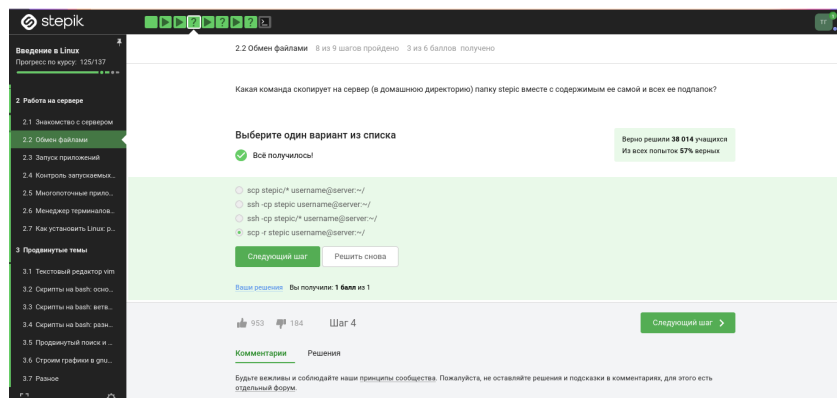 stepik
Введение в Linux
Прогресс по курсу: 125/137
2 Работа на сервере
2.1 Знакомство с сервером
2.2 Обмен файлами
2.3 Запуск приложений
2.4 Контроль запускаемых...
2.5 Многопоточные прило...
2.6 Менеджер терминалов...
2.7 Как установить Linux: р...
3 Продвинутые темы
3.1 Текстовый редактор vim
3.2 Скрипты на bash: осно...
3.3 Скрипты на bash: ветв...
3.4 Скрипты на bash: разн...
3.5 Продвинутый поиск и ...
3.6 Строим графики в gnu...
3.7 Разное
2.2 Обмен файлами 8 из 9 шагов пройдено 3 из 6 баллов получено
Какая команда скопирует на сервер (в домашнюю директорию) папку stepic вместе с содержимым ее самой и всех ее подпапок?
Выберите один вариант из списка
Всё получилось!
Верно решили 38 014 учащихся
Из всех попыток 57% верных
scp stepic/* username@server:~/
ssh -cp stepic username@server:~/
ssh -cp stepic/* username@server:~/
scp -r stepic username@server:~/
Следующий шаг
Решить снова
Ваши решения Вы получили: 1 балл из 1
953 184 Шаг 4
Следующий шаг
Комментарии Решения
Будьте вежливы и соблюдайте наши принципы сообщества. Пожалуйста, не оставляйте решения и подсказки в комментариях, для этого есть
отдельный форум.